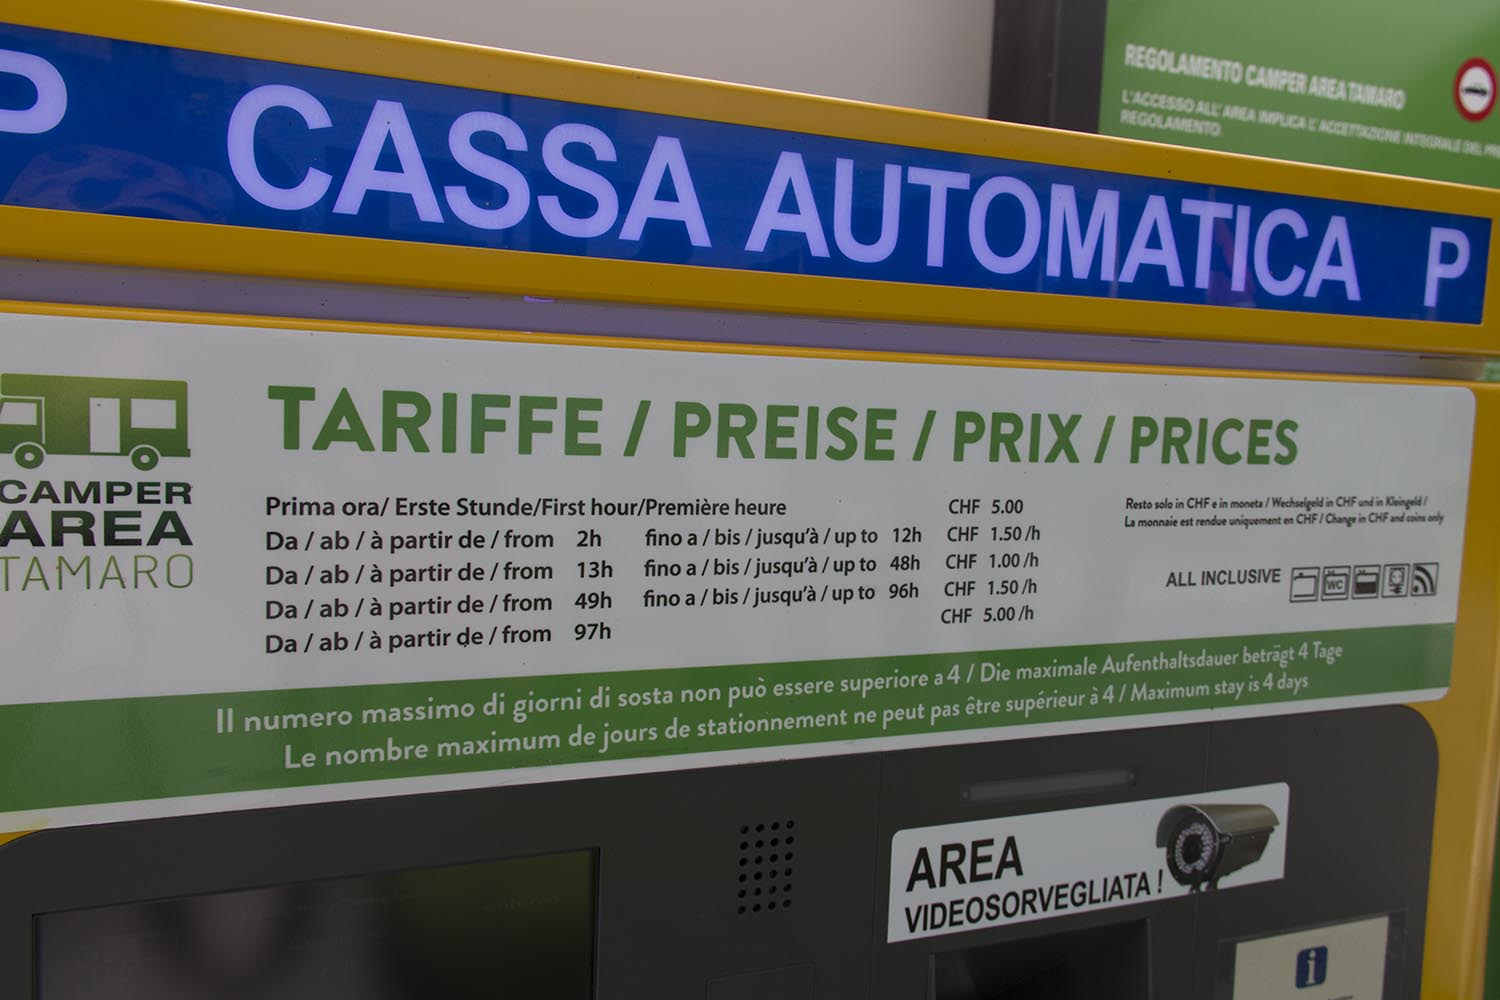 REGOLAMENTO CAMPER AREA TAMARO
L'ACCESSO ALL'AREA IMPLICA L'ACCETTAZIONE INTEGRALE DEL
REGOLAMENTO
P CASSA AUTOMATICA P
CAMPER
AREA
TAMARO
TARIFFE / PREISE / PRIX / PRICES
Prima ora/ Erste Stunde/First hour/Première heure CHF 5.00
Da / ab / à partir de / from 2h fino a / bis / jusqu'à / up to 12h CHF 1.50 /h
Da / ab / à partir de / from 13h fino a / bis / jusqu'à / up to 48h CHF 1.00 /h
Da / ab / à partir de / from 49h fino a / bis / jusqu'à / up to 96h CHF 1.50 /h
Da / ab / à partir de / from 97h CHF 5.00 /h
Resto solo in CHF e in moneta / Wechselgeld in CHF und in Kleingeld /
La monnaie est rendue uniquement en CHF / Change in CHF and coins only
ALL INCLUSIVE WC
Il numero massimo di giorni di sosta non può essere superiore a 4 / Die maximale Aufenthaltsdauer beträgt 4 Tage
Le nombre maximum de jours de stationnement ne peut pas être supérieur à 4 / Maximum stay is 4 days
AREA
VIDEOSORVEGLIATA !
i